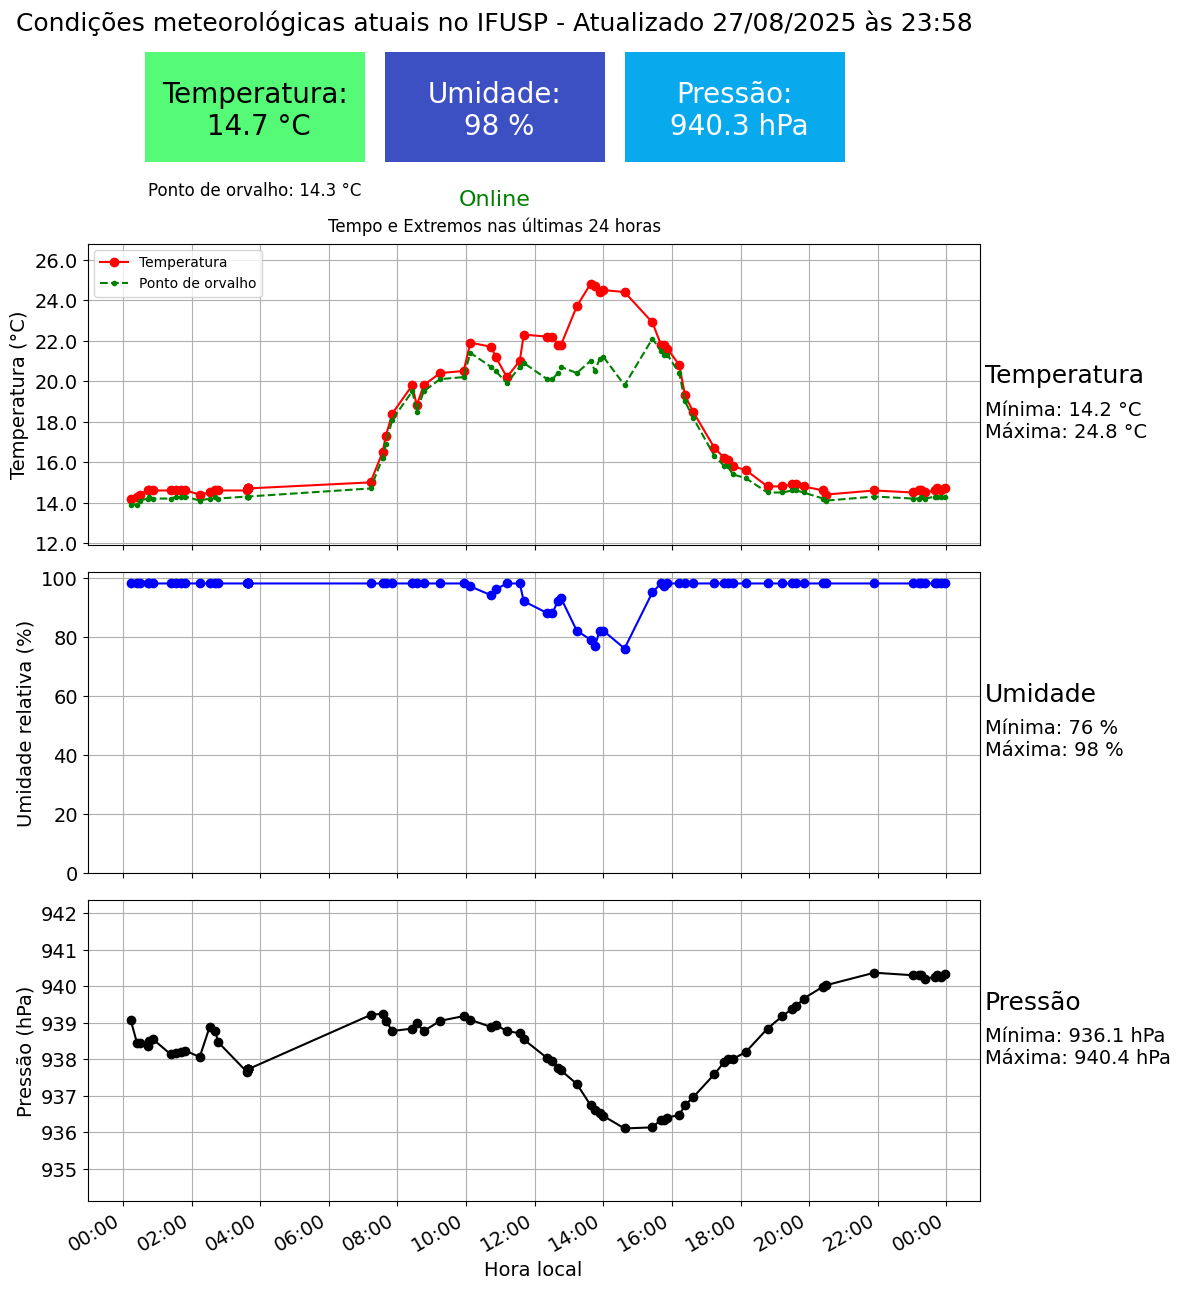 Condições meteorológicas atuais no IFUSP - Atualizado 27/08/2025 às 23:58
Temperatura:
14.7 °C
Umidade:
98 %
Pressão:
940.3 hPa
Ponto de orvalho: 14.3 °C
Online
Tempo e Extremos nas últimas 24 horas
Temperatura (°C)
26.0
24.0
22.0
20.0
18.0
16.0
14.0
12.0
Temperatura
Ponto de orvalho
Temperatura
Mínima: 14.2 °C
Máxima: 24.8 °C
Umidade relativa (%)
100
80
60
40
20
0
Umidade
Mínima: 76 %
Máxima: 98 %
Pressão (hPa)
942
941
940
939
938
937
936
935
Pressão
Mínima: 936.1 hPa
Máxima: 940.4 hPa
00:00 02:00 04:00 06:00 08:00 10:00 12:00 14:00 16:00 18:00 20:00 22:00 00:00
Hora local